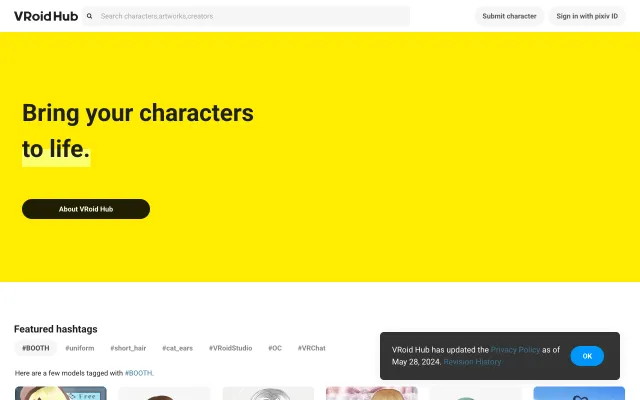 VRoid Hub
Search characters,artworks,creators
Submit character
Sign in with pixiv ID
Bring your characters
to life.
About VRoid Hub
Featured hashtags
#BOOTH #uniform #short_hair #cat_ears #VRoidStudio #OC #VRChat
Here are a few models tagged with #BOOTH.
VRoid Hub has updated the Privacy Policy as of
May 28, 2024. Revision History
OK
Free